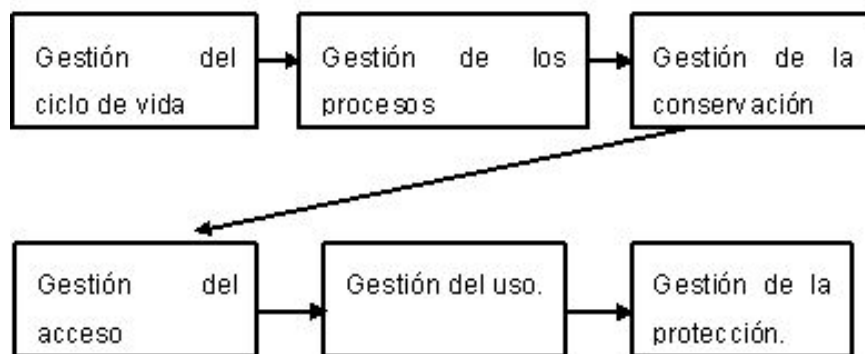 Gestión del
ciclo de vida
Gestión de los
procesos
Gestión de la
conservación
Gestión del
acceso
Gestión del uso.
Gestión de la
protección.